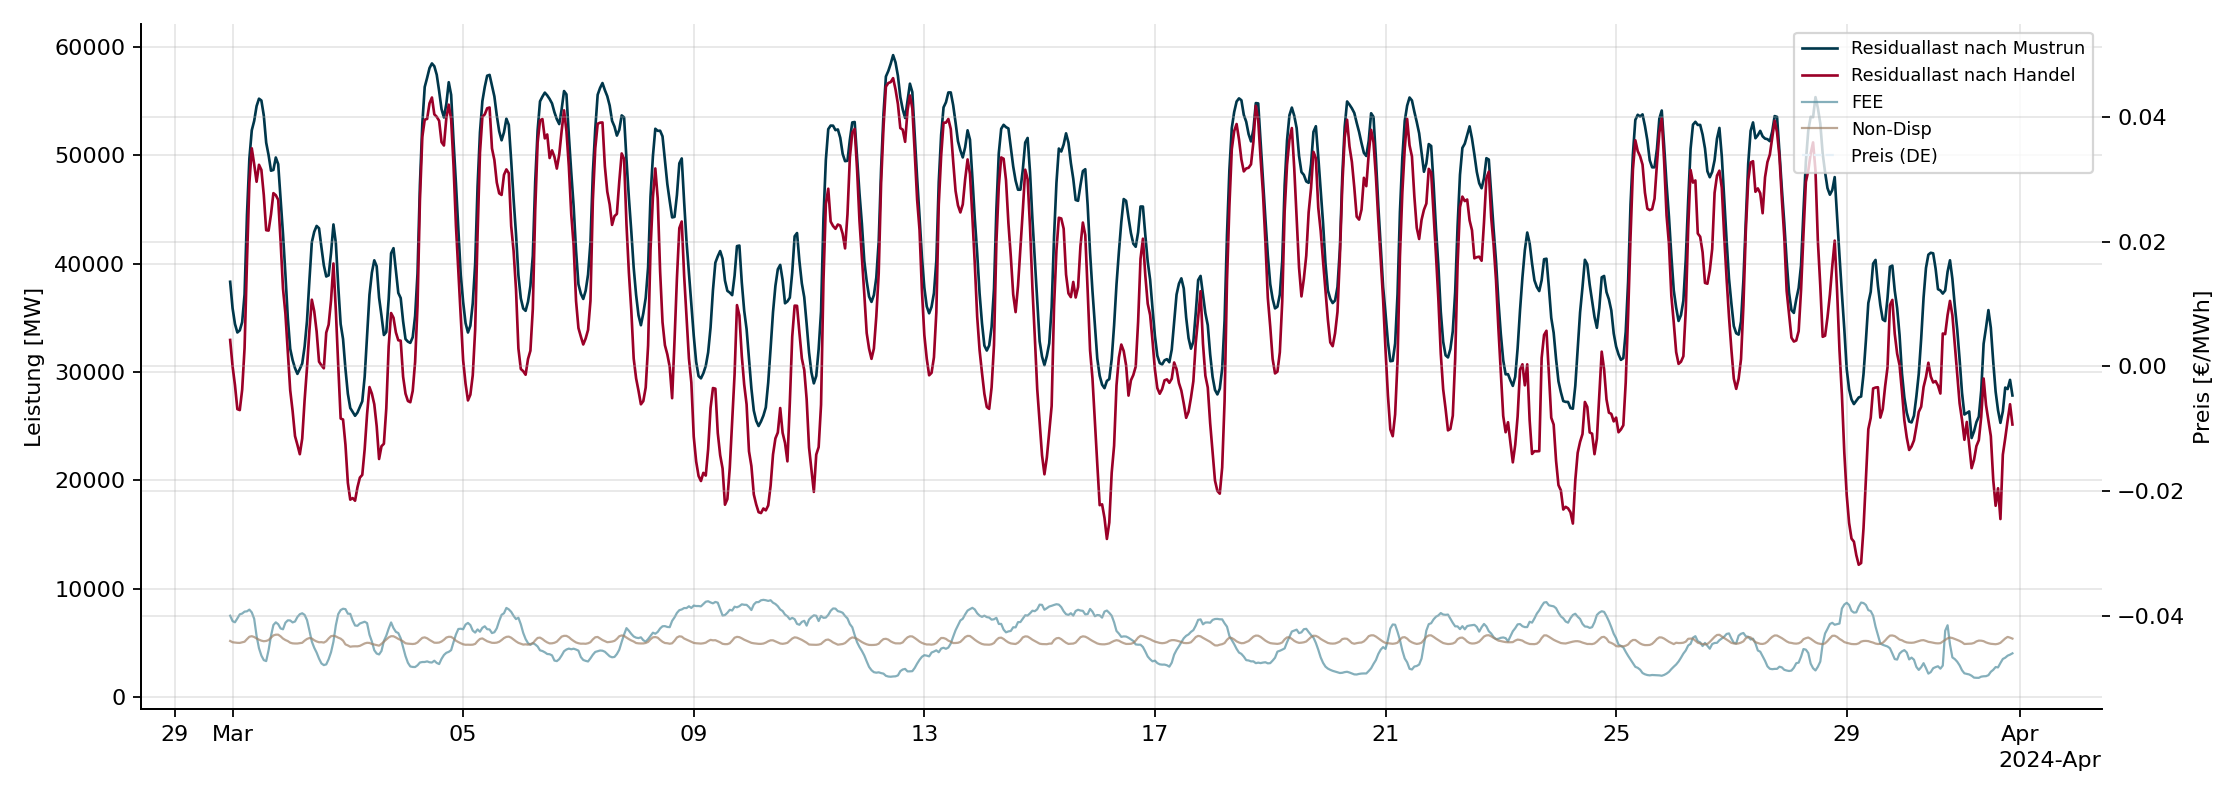 60000
50000
40000
30000
20000
10000
0
Leistung [MW]
Residuallast nach Mustrun
Residuallast nach Handel
FEE
Non-Disp
Preis (DE)
0.04
0.02
0.00
−0.02
−0.04
Preis [€/MWh]
29 Mar 05 09 13 17 21 25 29 Apr
2024-Apr